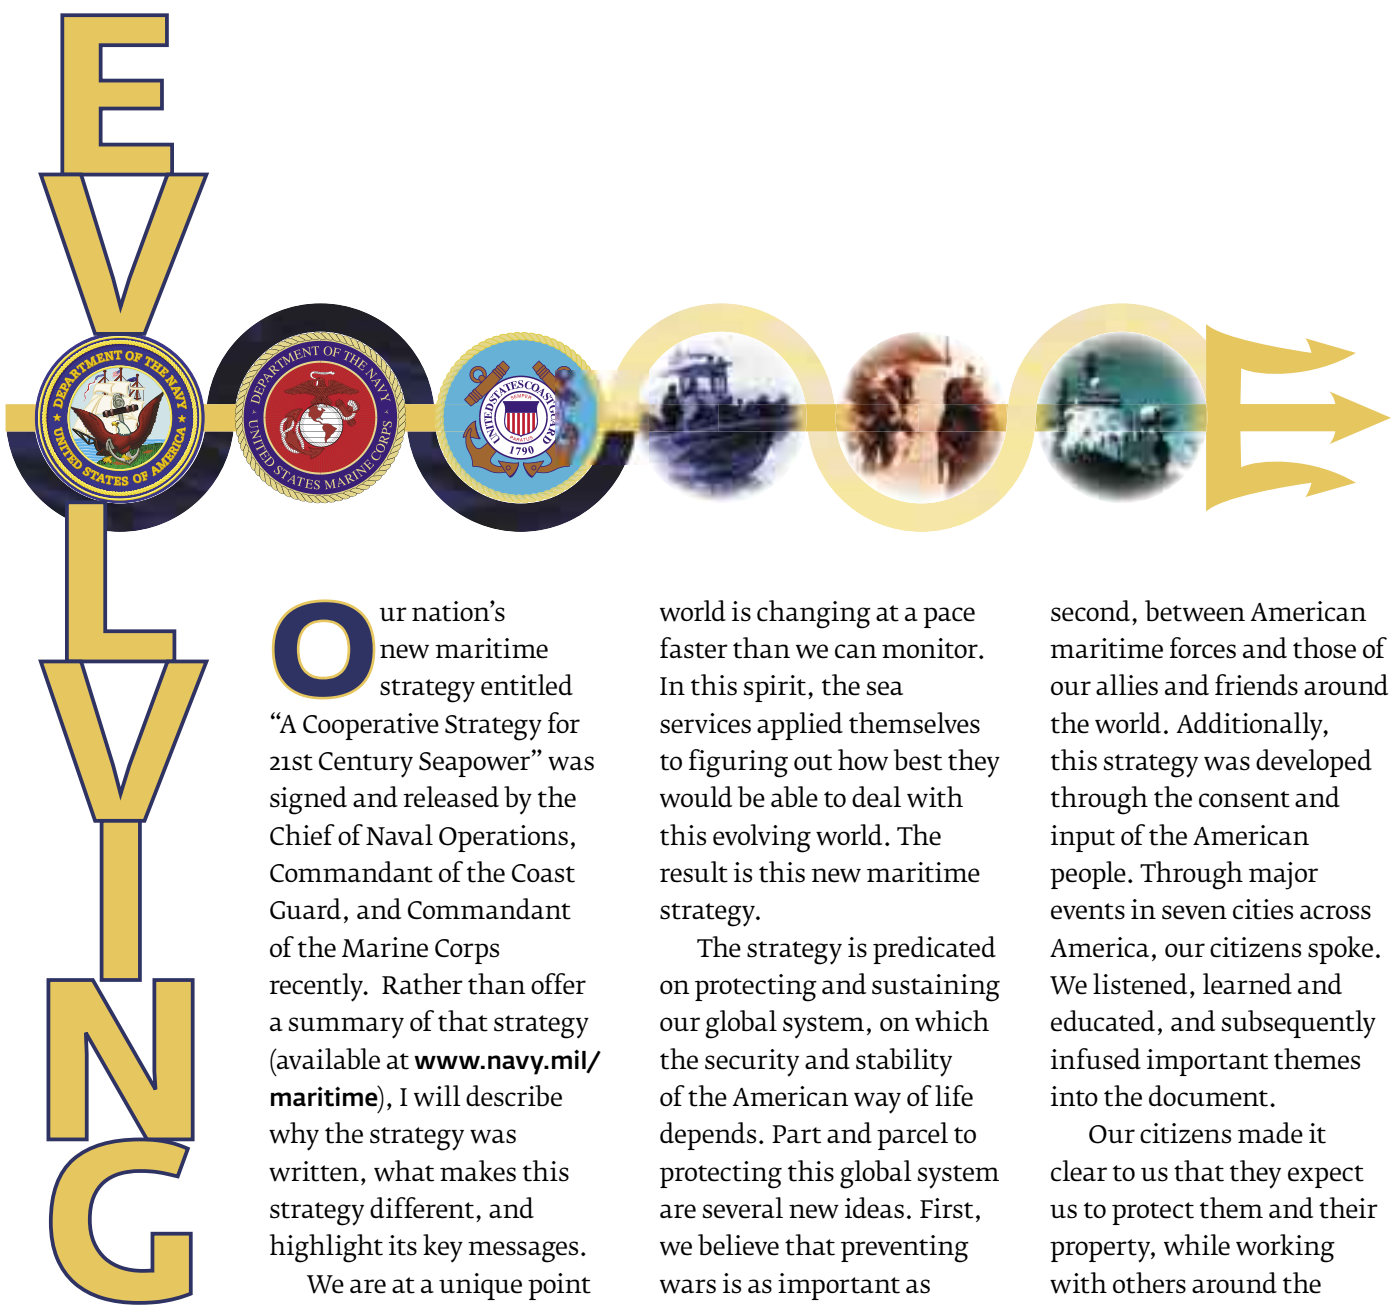 EVOLVING
DEPARTMENT OF THE NAVY
UNITED STATES OF AMERICA
DEPARTMENT OF THE NAVY
UNITED STATES MARINE CORPS
UNITED STATES COAST GUARD
SEMPER
PARATUS
1790
Our nation’s
new maritime
strategy entitled
“A Cooperative Strategy for
21st Century Seapower” was
signed and released by the
Chief of Naval Operations,
Commandant of the Coast
Guard, and Commandant
of the Marine Corps
recently.  Rather than offer
a summary of that strategy
(available at www.navy.mil/
maritime), I will describe
why the strategy was
written, what makes this
strategy different, and
highlight its key messages.
We are at a unique point
world is changing at a pace
faster than we can monitor.
In this spirit, the sea
services applied themselves
to figuring out how best they
would be able to deal with
this evolving world. The
result is this new maritime
strategy.
The strategy is predicated
on protecting and sustaining
our global system, on which
the security and stability
of the American way of life
depends. Part and parcel to
protecting this global system
are several new ideas. First,
we believe that preventing
wars is as important as
second, between American
maritime forces and those of
our allies and friends around
the world. Additionally,
this strategy was developed
through the consent and
input of the American
people. Through major
events in seven cities across
America, our citizens spoke.
We listened, learned and
educated, and subsequently
infused important themes
into the document.
Our citizens made it
clear to us that they expect
us to protect them and their
property, while working
with others around the